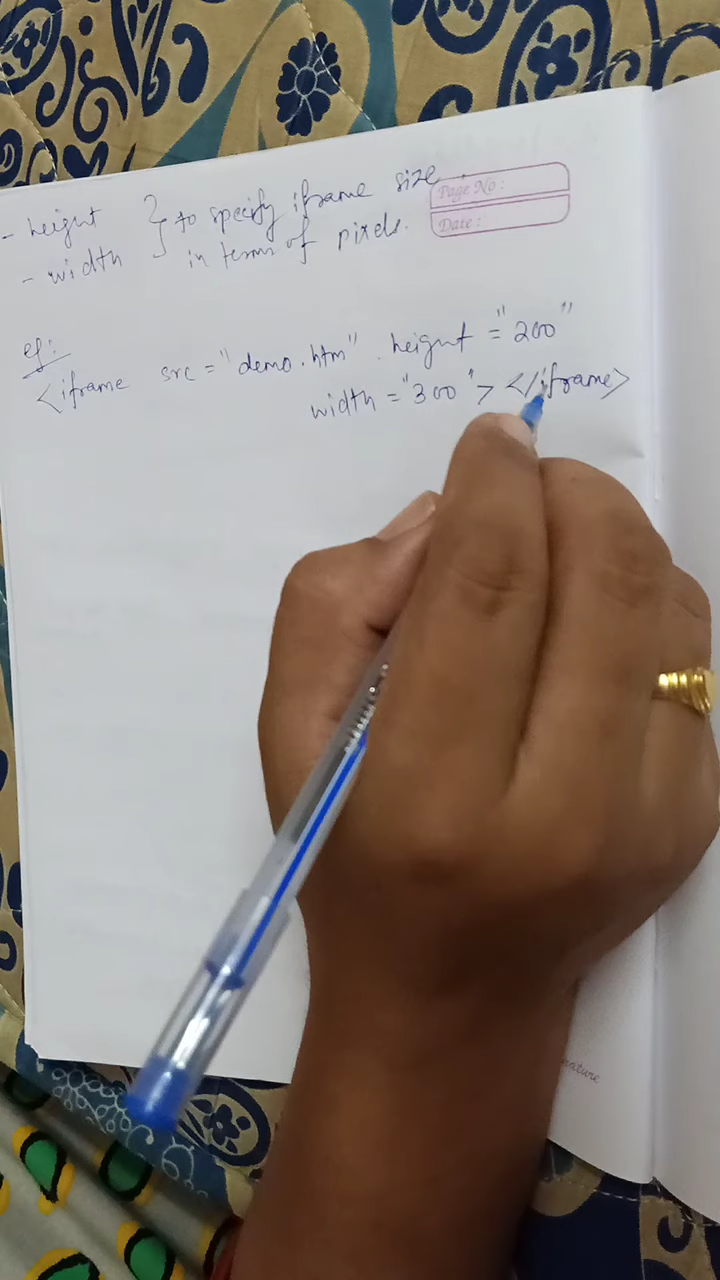 - height } to specify iframe size.
- width } in terms of pixels.
Page No :
Date :
eg:
<iframe src = "demo.htm" height = "200"
width = "300" > </iframe>
ature